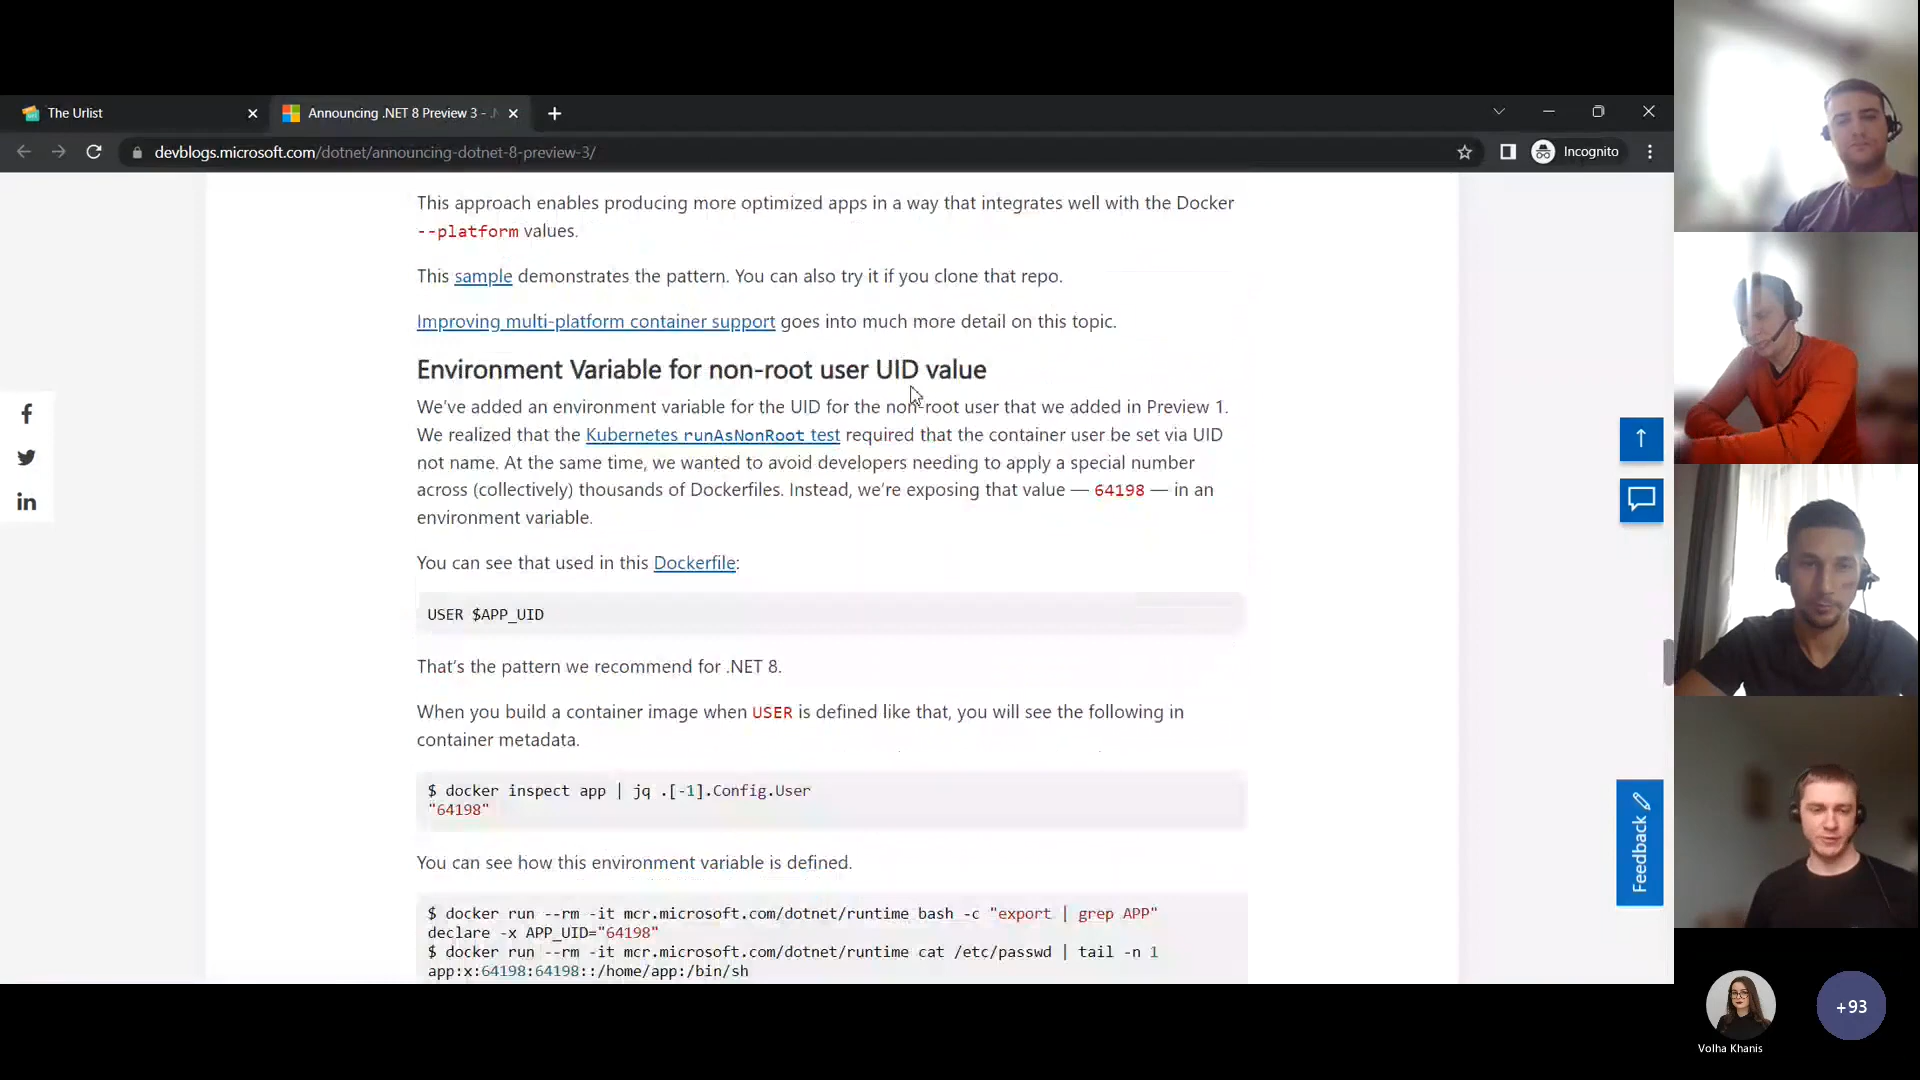 The Urlist
Announcing .NET 8 Preview 3 - .N
devblogs.microsoft.com/dotnet/announcing-dotnet-8-preview-3/
Incognito
This approach enables producing more optimized apps in a way that integrates well with the Docker
--platform values.
This sample demonstrates the pattern. You can also try it if you clone that repo.
Improving multi-platform container support goes into much more detail on this topic.
Environment Variable for non-root user UID value
We've added an environment variable for the UID for the non-root user that we added in Preview 1.
We realized that the Kubernetes runAsNonRoot test required that the container user be set via UID
not name. At the same time, we wanted to avoid developers needing to apply a special number
across (collectively) thousands of Dockerfiles. Instead, we're exposing that value — 64198 — in an
environment variable.
You can see that used in this Dockerfile:
USER $APP_UID
That's the pattern we recommend for .NET 8.
When you build a container image when USER is defined like that, you will see the following in
container metadata.
$ docker inspect app | jq .[-1].Config.User
"64198"
You can see how this environment variable is defined.
$ docker run --rm -it mcr.microsoft.com/dotnet/runtime bash -c "export | grep APP"
declare -x APP_UID="64198"
$ docker run --rm -it mcr.microsoft.com/dotnet/runtime cat /etc/passwd | tail -n 1
app:x:64198:64198::/home/app:/bin/sh
Feedback
+93
Volha Khanis